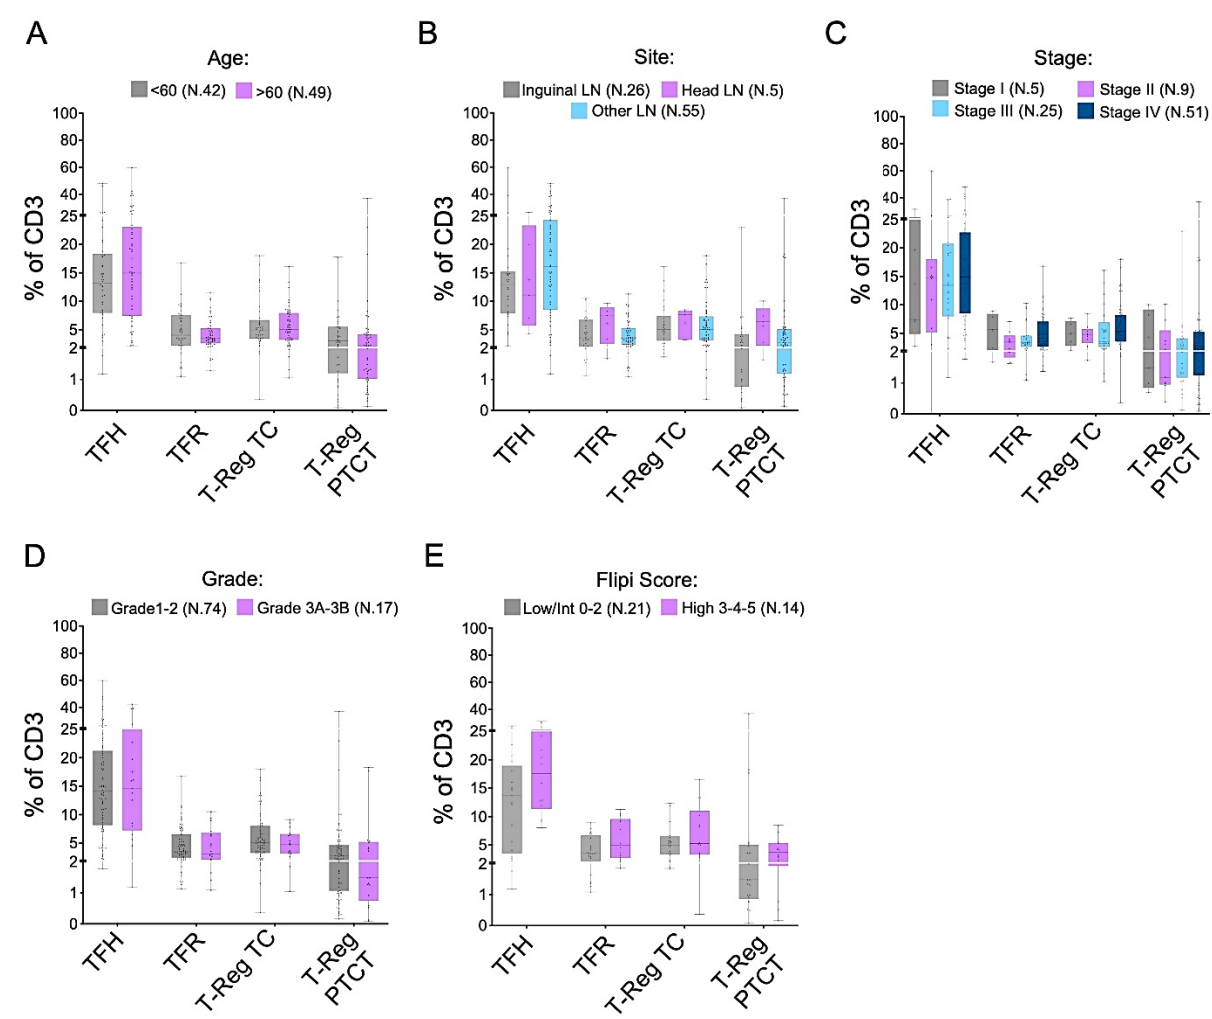 A
Age:
<60 (N.42) >60 (N.49)
% of CD3
100
80
60
40
25
20
15
10
5
2
1
0
TFH
TFR
T-Reg TC
T-Reg
PTCT
B
Site:
Inguinal LN (N.26) Head LN (N.5)
Other LN (N.55)
% of CD3
100
80
60
40
25
20
15
10
5
2
1
0
TFH
TFR
T-Reg TC
T-Reg
PTCT
C
Stage:
Stage I (N.5) Stage II (N.9)
Stage III (N.25) Stage IV (N.51)
% of CD3
100
80
60
40
25
20
15
10
5
2
1
0
TFH
TFR
T-Reg TC
T-Reg
PTCT
D
Grade:
Grade1-2 (N.74) Grade 3A-3B (N.17)
% of CD3
100
80
60
40
25
20
15
10
5
2
1
0
TFH
TFR
T-Reg TC
T-Reg
PTCT
E
Flipi Score:
Low/Int 0-2 (N.21) High 3-4-5 (N.14)
% of CD3
100
80
60
40
25
20
15
10
5
2
1
0
TFH
TFR
T-Reg TC
T-Reg
PTCT